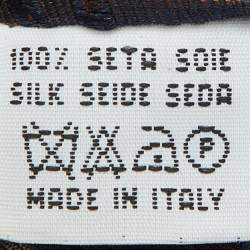 100% SETA SOIE
SILK SEIDE SEDA
P
MADE IN ITALY